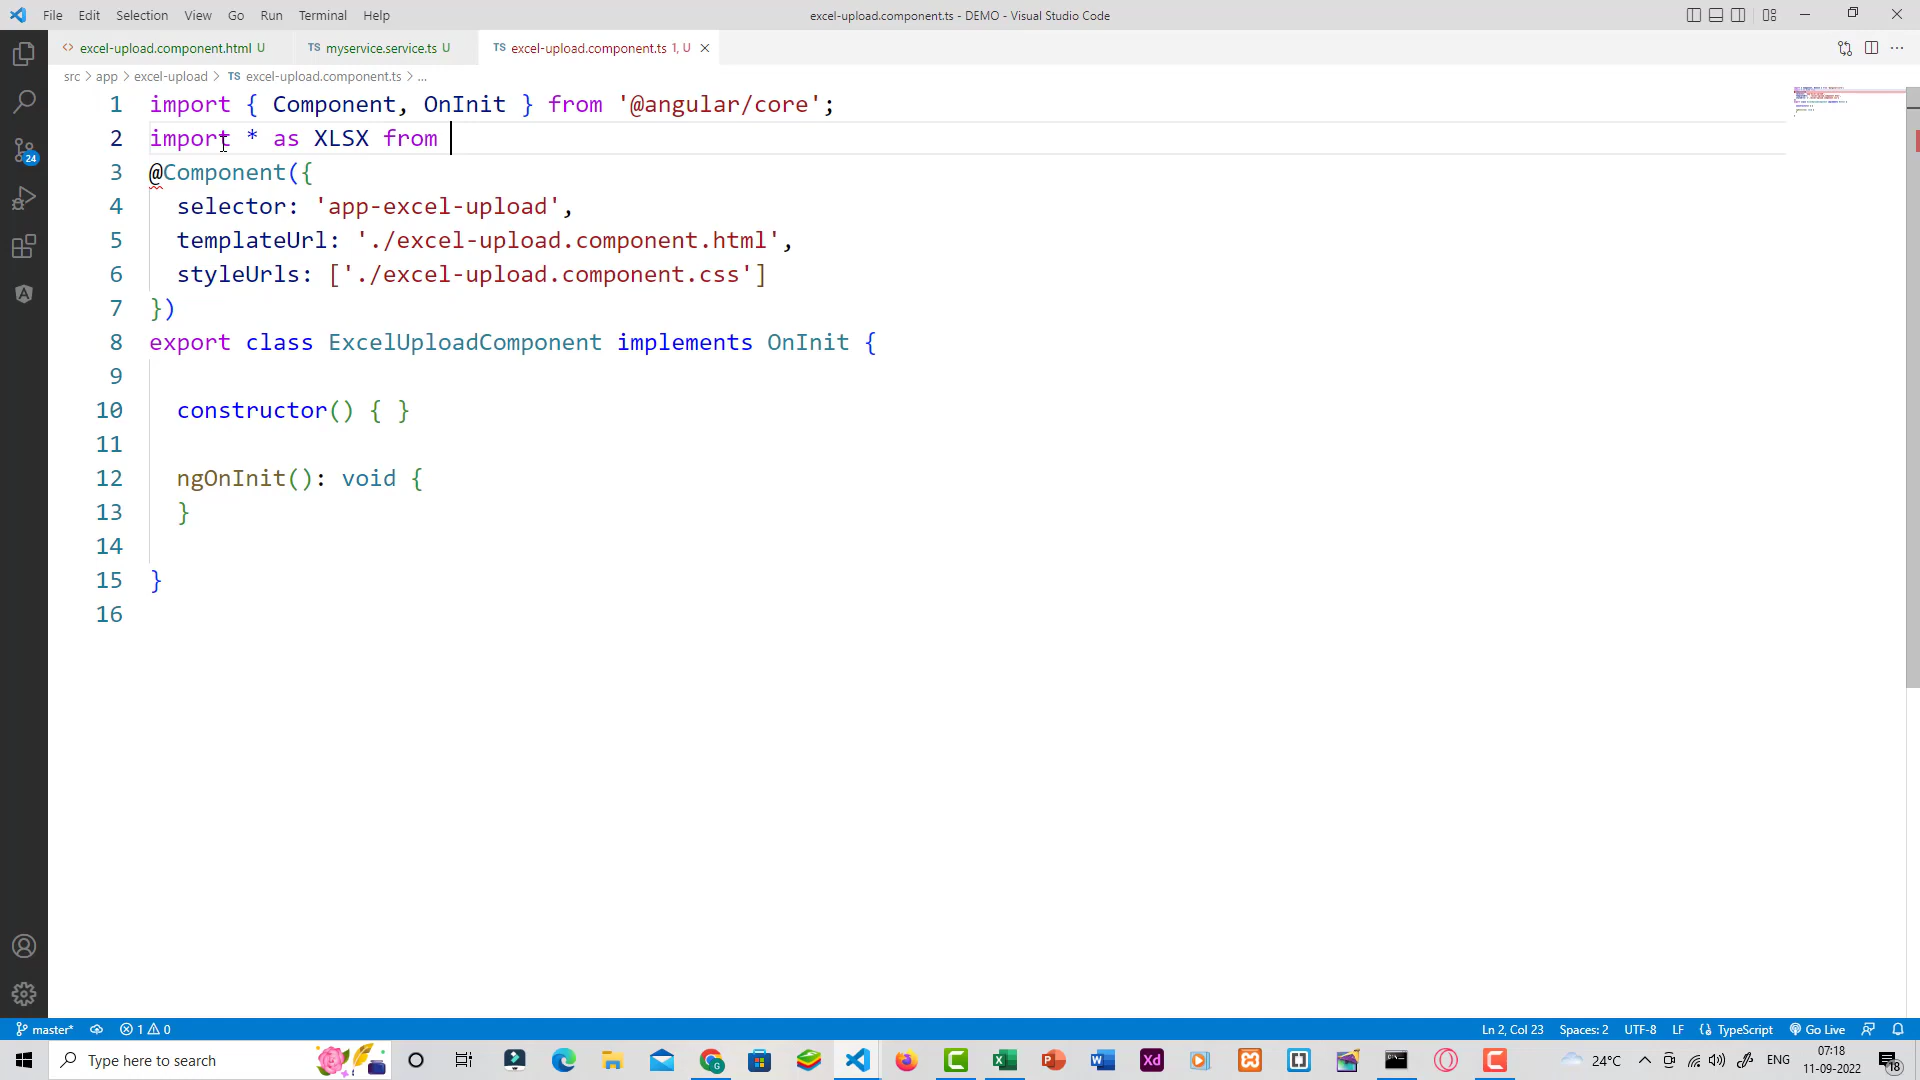 File Edit Selection View Go Run Terminal Help
excel-upload.component.ts - DEMO - Visual Studio Code
<> excel-upload.component.html U
TS myservice.service.ts U
TS excel-upload.component.ts 1, U
src > app > excel-upload > TS excel-upload.component.ts > ...
1 import { Component, OnInit } from '@angular/core';
2 import * as XLSX from
3 @Component({
4 selector: 'app-excel-upload',
5 templateUrl: './excel-upload.component.html',
6 styleUrls: ['./excel-upload.component.css']
7 })
8 export class ExcelUploadComponent implements OnInit {
9
10 constructor() { }
11
12 ngOnInit(): void {
13 }
14
15 }
16
24
master* 1 0
Ln 2, Col 23 Spaces: 2 UTF-8 LF {} TypeScript Go Live
Type here to search
Xd
24°C
ENG
07:18
11-09-2022
18